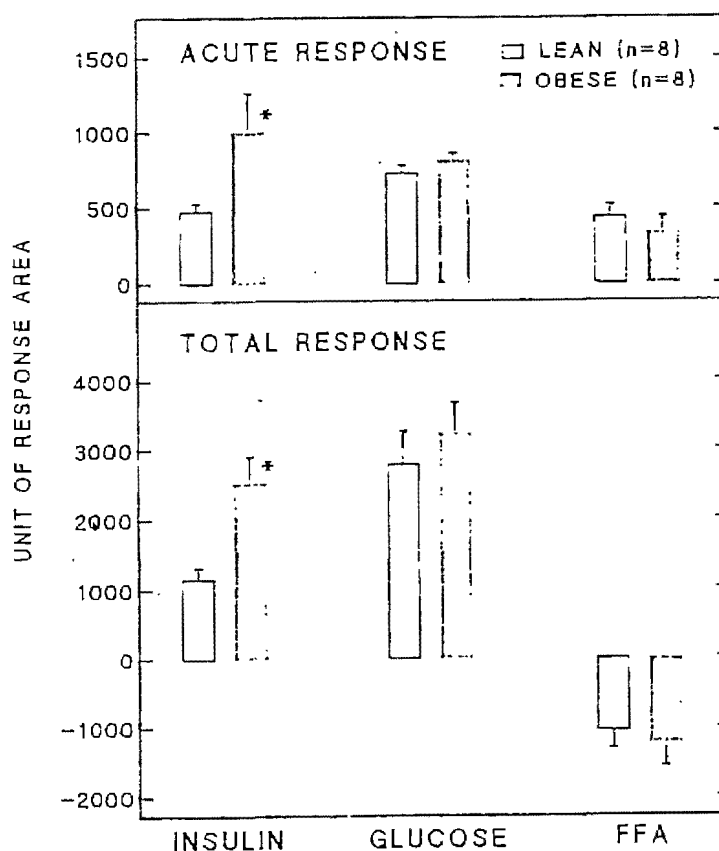 ACUTE RESPONSE
LEAN (n=8)
OBESE (n=8)
1500
1000
*
500
0
UNIT OF RESPONSE AREA
TOTAL RESPONSE
4000
3000
*
2000
1000
0
-1000
-2000
INSULIN GLUCOSE FFA